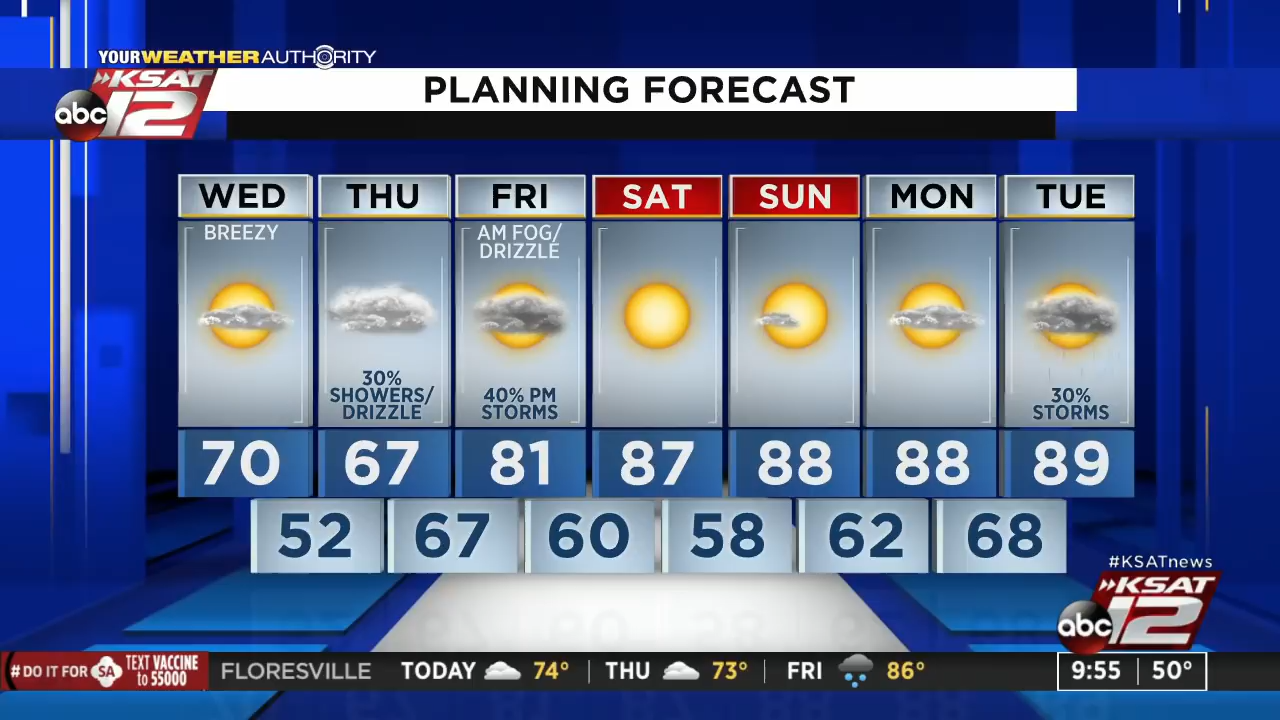 YOURWEATHERAUTHORITY
KSAT
abc 12
PLANNING FORECAST
WED THU FRI SAT SUN MON TUE
BREEZY
AM FOG/
DRIZZLE
30%
SHOWERS/
DRIZZLE
40% PM
STORMS
30%
STORMS
70 67 81 87 88 88 89
52 67 60 58 62 68
#KSATnews
KSAT
abc 12
#DO IT FOR SA TEXT VACCINE
to 55000
FLORESVILLE TODAY 74° THU 73° FRI 86°
9:55 50°